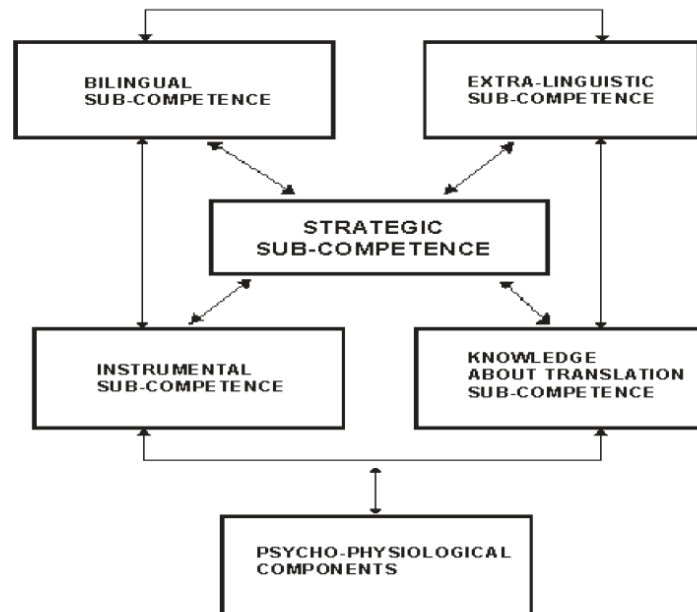 BILINGUAL
SUB-COMPETENCE
EXTRA-LINGUISTIC
SUB-COMPETENCE
STRATEGIC
SUB-COMPETENCE
INSTRUMENTAL
SUB-COMPETENCE
KNOWLEDGE
ABOUT TRANSLATION
SUB-COMPETENCE
PSYCHO-PHYSIOLOGICAL
COMPONENTS